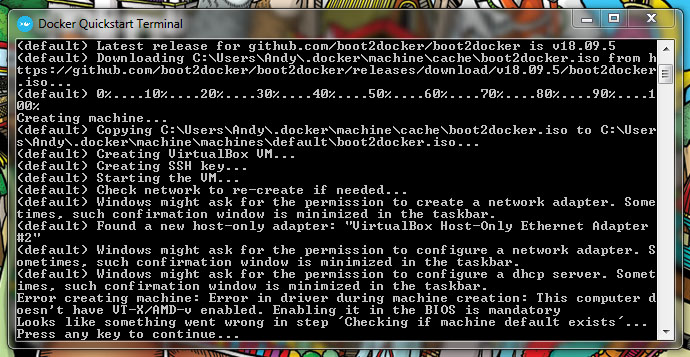 Docker Quickstart Terminal
(default) Latest release for github.com/boot2docker/boot2docker is v18.09.5
(default) Downloading C:\Users\Andy\.docker\machine\cache\boot2docker.iso from h
ttps://github.com/boot2docker/boot2docker/releases/download/v18.09.5/boot2docker
.iso...
(default) 0%....10%....20%....30%....40%....50%....60%....70%....80%....90%....1
00%
Creating machine...
(default) Copying C:\Users\Andy\.docker\machine\cache\boot2docker.iso to C:\User
s\Andy\.docker\machine\machines\default\boot2docker.iso...
(default) Creating VirtualBox VM...
(default) Creating SSH key...
(default) Starting the VM...
(default) Check network to re-create if needed...
(default) Windows might ask for the permission to create a network adapter. Some
times, such confirmation window is minimized in the taskbar.
(default) Found a new host-only adapter: "VirtualBox Host-Only Ethernet Adapter
#2"
(default) Windows might ask for the permission to configure a network adapter. S
ometimes, such confirmation window is minimized in the taskbar.
(default) Windows might ask for the permission to configure a dhcp server. Somet
imes, such confirmation window is minimized in the taskbar.
Error creating machine: Error in driver during machine creation: This computer d
oesn't have VT-X/AMD-v enabled. Enabling it in the BIOS is mandatory
Looks like something went wrong in step ´Checking if machine default exists´...
Press any key to continue...